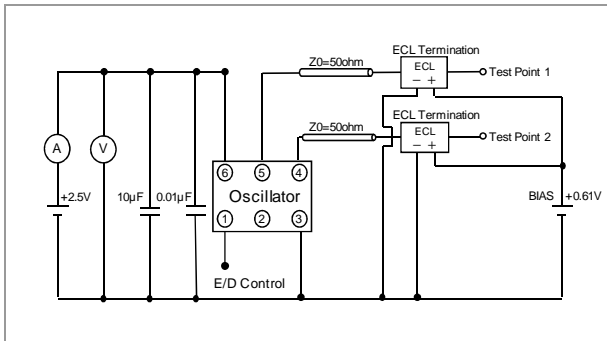 ECL Termination
Z0=50ohm
ECL
− +
Test Point 1
ECL Termination
Z0=50ohm
ECL
− +
Test Point 2
A
V
6
5
4
+2.5V
10µF
0.01µF
Oscillator
BIAS
+0.61V
1
2
3
E/D Control